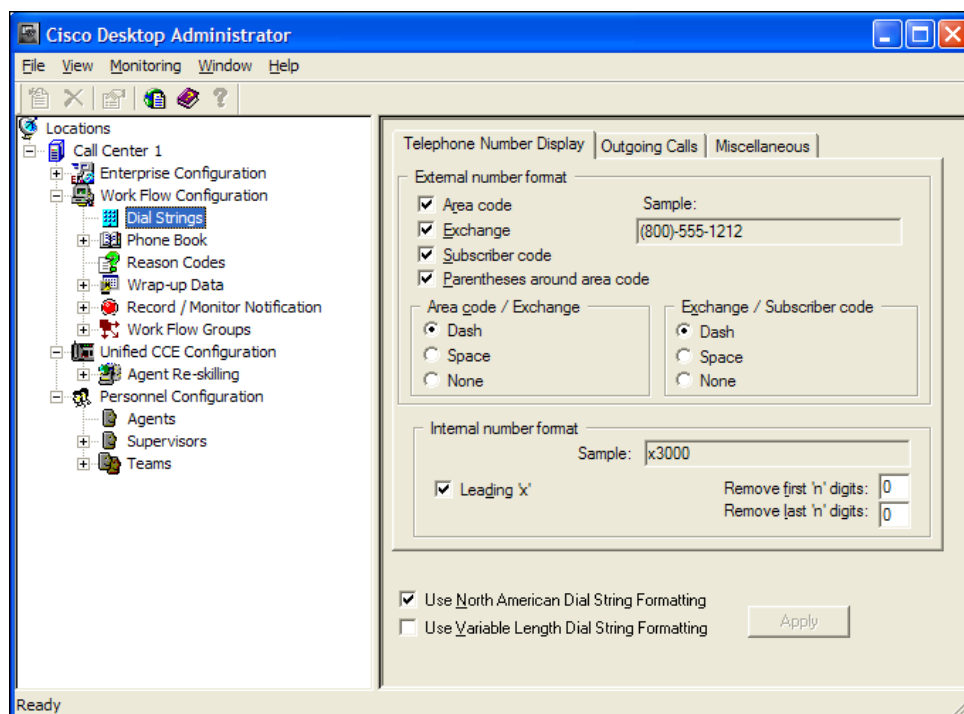 Cisco Desktop Administrator
File View Monitoring Window Help
Locations
Call Center 1
Enterprise Configuration
Work Flow Configuration
Dial Strings
Phone Book
Reason Codes
Wrap-up Data
Record / Monitor Notification
Work Flow Groups
Unified CCE Configuration
Agent Re-skilling
Personnel Configuration
Agents
Supervisors
Teams
Telephone Number Display Outgoing Calls Miscellaneous
External number format
Area code Sample:
Exchange (800)-555-1212
Subscriber code
Parentheses around area code
Area code / Exchange Exchange / Subscriber code
Dash Dash
Space Space
None None
Internal number format
Sample: x3000
Leading 'x' Remove first 'n' digits: 0
Remove last 'n' digits: 0
Use North American Dial String Formatting
Use Variable Length Dial String Formatting Apply
Ready